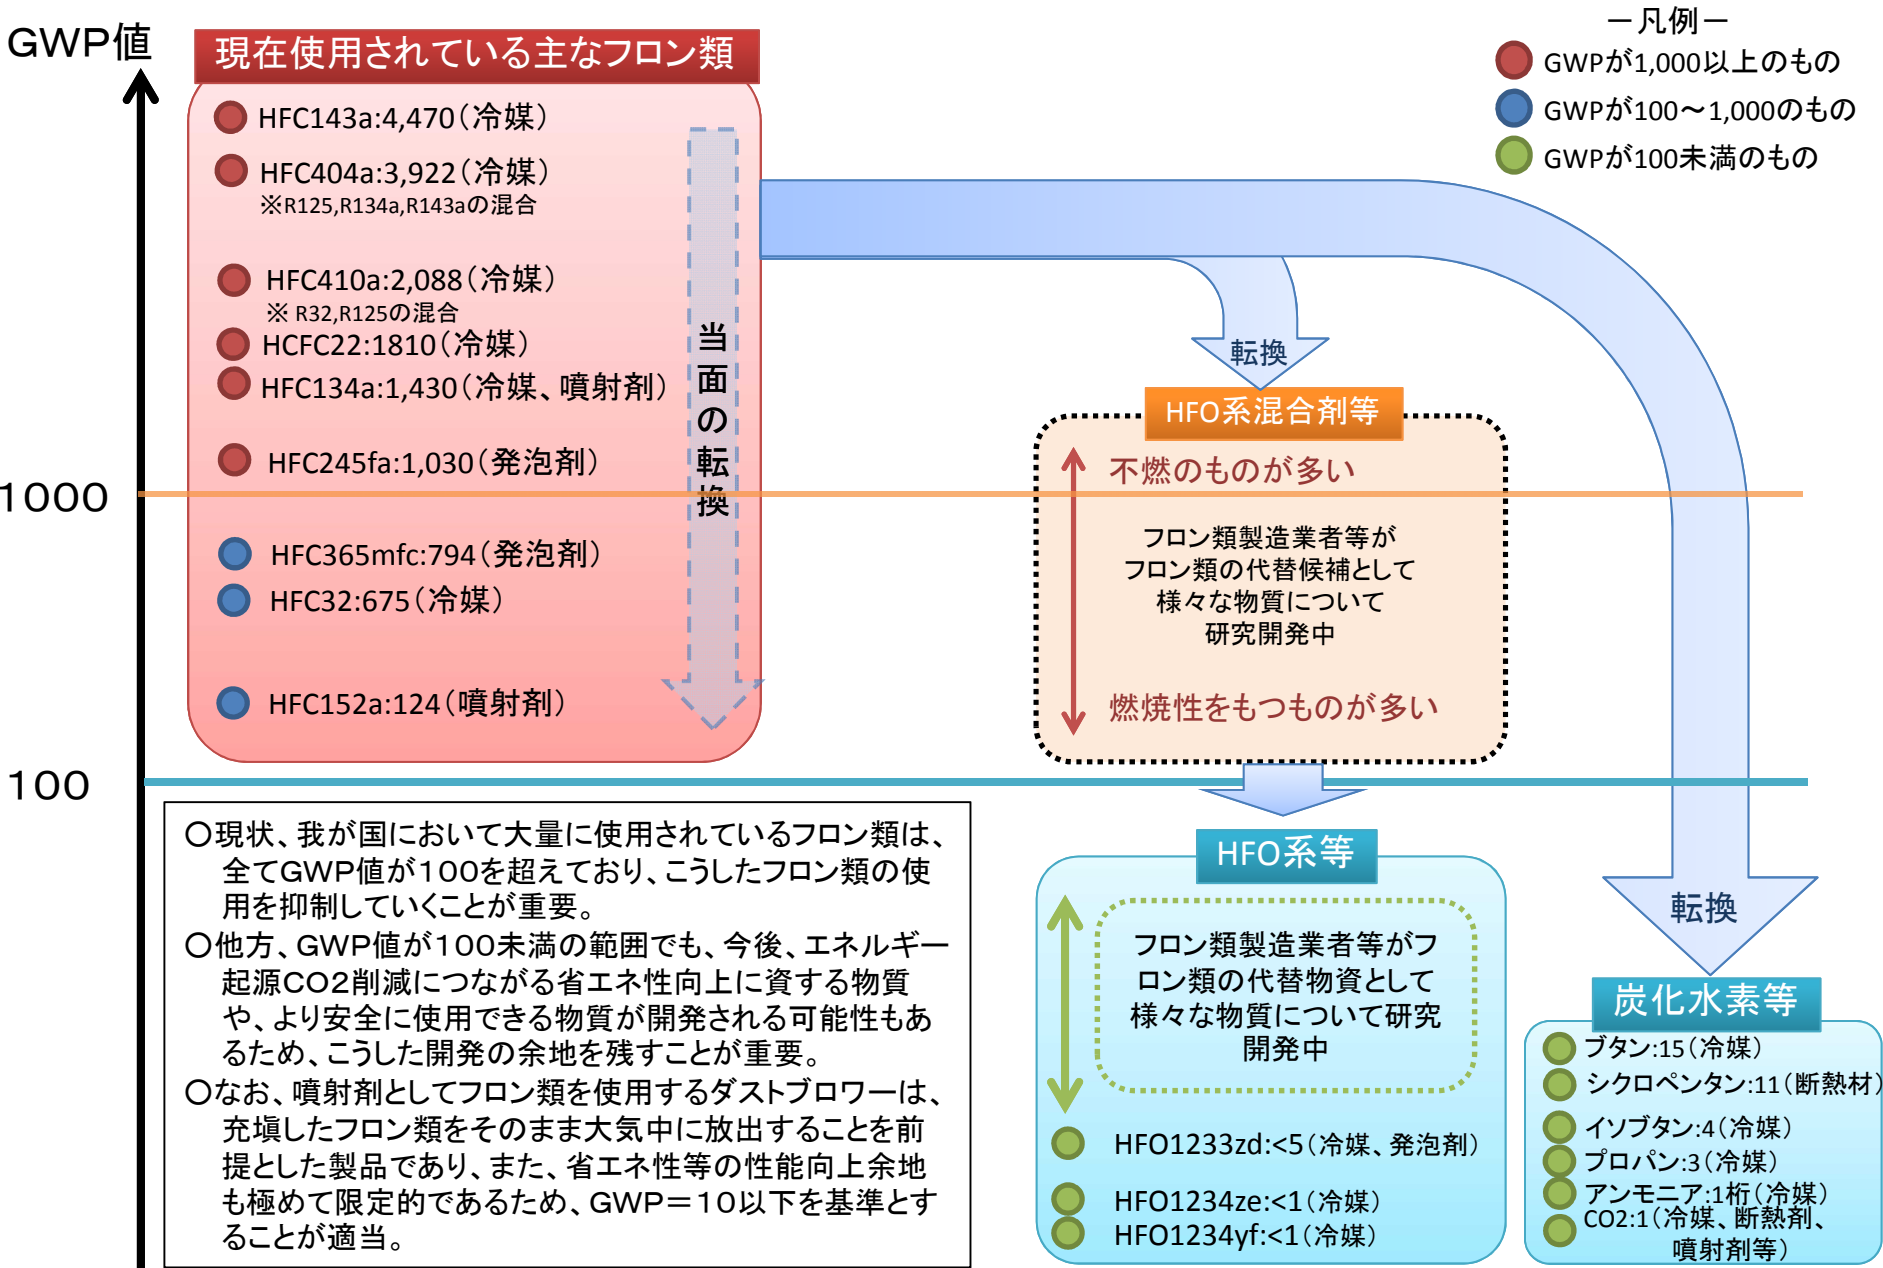 GWP値
現在使用されている主なフロン類
HFC143a:4,470(冷媒)
HFC404a:3,922(冷媒)
※R125,R134a,R143aの混合
HFC410a:2,088(冷媒)
※ R32,R125の混合
HCFC22:1810(冷媒)
HFC134a:1,430(冷媒、噴射剤)
HFC245fa:1,030(発泡剤)
1000
HFC365mfc:794(発泡剤)
HFC32:675(冷媒)
HFC152a:124(噴射剤)
100
当面の転換
-凡例-
GWPが1,000以上のもの
GWPが100~1,000のもの
GWPが100未満のもの
転換
HFO系混合剤等
不燃のものが多い
フロン類製造業者等が
フロン類の代替候補として
様々な物質について
研究開発中
燃焼性をもつものが多い
○現状、我が国において大量に使用されているフロン類は、
全てGWP値が100を超えており、こうしたフロン類の使
用を抑制していくことが重要。
○他方、GWP値が100未満の範囲でも、今後、エネルギー
起源CO2削減につながる省エネ性向上に資する物質
や、より安全に使用できる物質が開発される可能性もあ
るため、こうした開発の余地を残すことが重要。
○なお、噴射剤としてフロン類を使用するダストブロワーは、
充塡したフロン類をそのまま大気中に放出することを前
提とした製品であり、また、省エネ性等の性能向上余地
も極めて限定的であるため、GWP=10以下を基準とす
ることが適当。
HFO系等
フロン類製造業者等がフ
ロン類の代替物資として
様々な物質について研究
開発中
HFO1233zd:<5(冷媒、発泡剤)
HFO1234ze:<1(冷媒)
HFO1234yf:<1(冷媒)
転換
炭化水素等
ブタン:15(冷媒)
シクロペンタン:11(断熱材)
イソブタン:4(冷媒)
プロパン:3(冷媒)
アンモニア:1桁(冷媒)
CO2:1(冷媒、断熱剤、
噴射剤等)